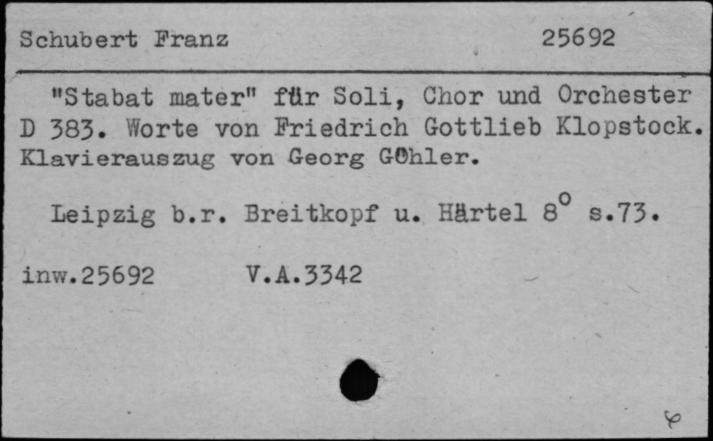 Schubert Franz 25692
"Stabat mater" für Soli, Chor und Orchester
D 383. Worte von Friedrich Gottlieb Klopstock.
Klavierauszug von Georg Göhler.
Leipzig b.r. Breitkopf u. Härtel 8° s.73.
inw.25692 V.A.3342